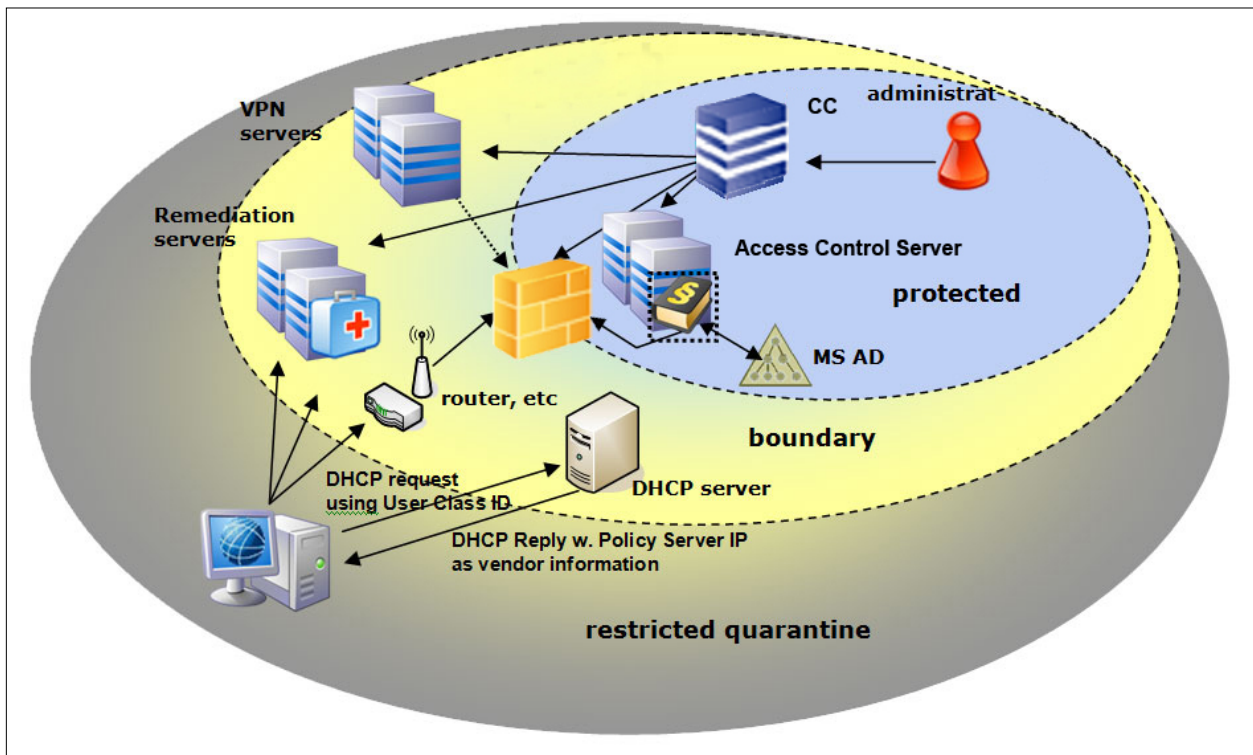 VPN
servers
CC
administrat
Remediation
servers
Access Control Server
protected
§
MS AD
router, etc
boundary
DHCP request
using User Class ID
DHCP server
DHCP Reply w. Policy Server IP
as vendor information
restricted quarantine